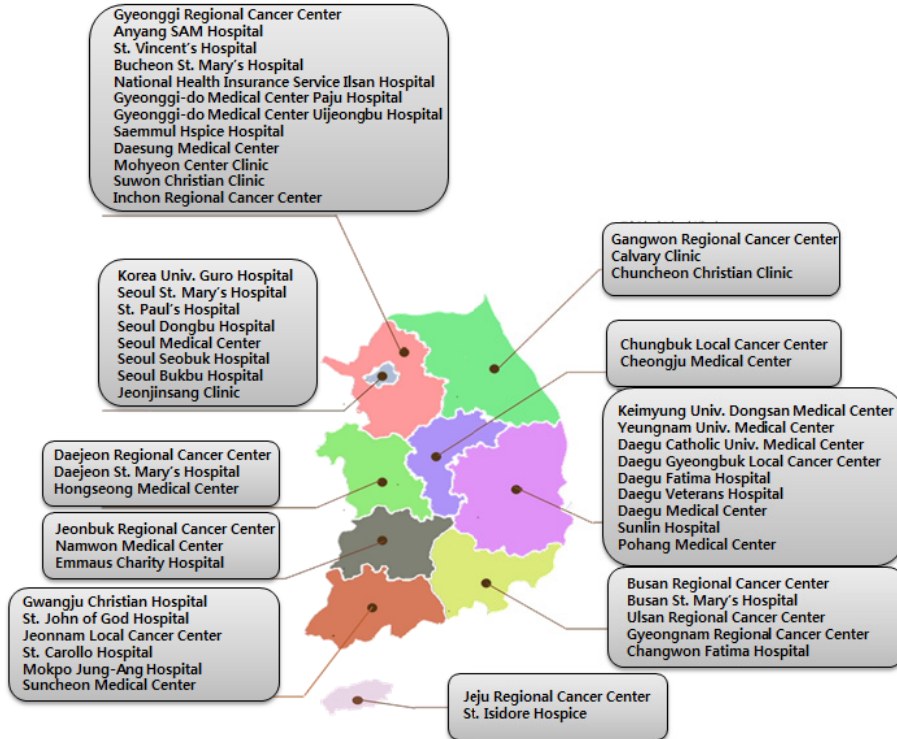 Gyeonggi Regional Cancer Center
Anyang SAM Hospital
St. Vincent's Hospital
Bucheon St. Mary's Hospital
National Health Insurance Service Ilsan Hospital
Gyeonggi-do Medical Center Paju Hospital
Gyeonggi-do Medical Center Uijeongbu Hospital
Saemmul Hspice Hospital
Daesung Medical Center
Mohyeon Center Clinic
Suwon Christian Clinic
Inchon Regional Cancer Center
Gangwon Regional Cancer Center
Calvary Clinic
Chuncheon Christian Clinic
Korea Univ. Guro Hospital
Seoul St. Mary's Hospital
St. Paul's Hospital
Seoul Dongbu Hospital
Seoul Medical Center
Seoul Seobuk Hospital
Seoul Bukbu Hospital
Jeonjinsang Clinic
Chungbuk Local Cancer Center
Cheongju Medical Center
Keimyung Univ. Dongsan Medical Center
Yeungnam Univ. Medical Center
Daegu Catholic Univ. Medical Center
Daegu Gyeongbuk Local Cancer Center
Daegu Fatima Hospital
Daegu Veterans Hospital
Daegu Medical Center
Sunlin Hospital
Pohang Medical Center
Daejeon Regional Cancer Center
Daejeon St. Mary's Hospital
Hongseong Medical Center
Jeonbuk Regional Cancer Center
Namwon Medical Center
Emmaus Charity Hospital
Gwangju Christian Hospital
St. John of God Hospital
Jeonnam Local Cancer Center
St. Carollo Hospital
Mokpo Jung-Ang Hospital
Suncheon Medical Center
Busan Regional Cancer Center
Busan St. Mary's Hospital
Ulsan Regional Cancer Center
Gyeongnam Regional Cancer Center
Changwon Fatima Hospital
Jeju Regional Cancer Center
St. Isidore Hospice